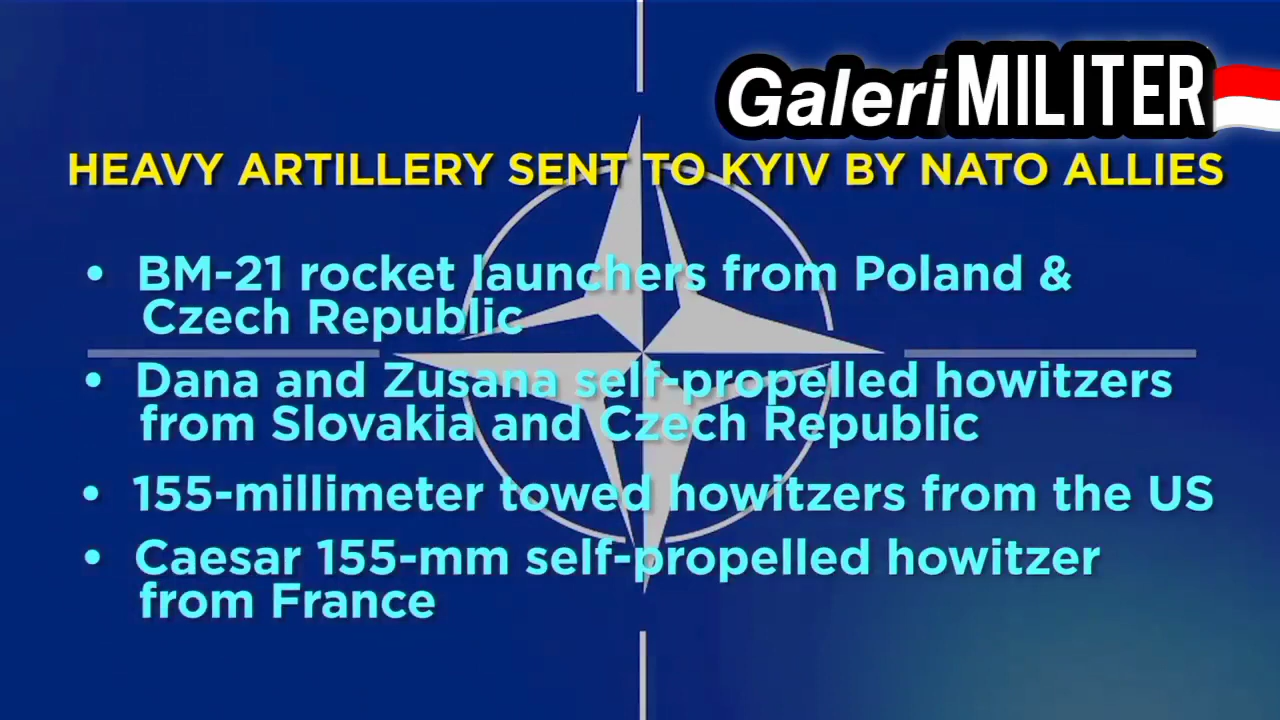 Galeri MILITER
HEAVY ARTILLERY SENT TO KYIV BY NATO ALLIES
• BM-21 rocket launchers from Poland &
Czech Republic
• Dana and Zusana self-propelled howitzers
from Slovakia and Czech Republic
• 155-millimeter towed howitzers from the US
• Caesar 155-mm self-propelled howitzer
from France